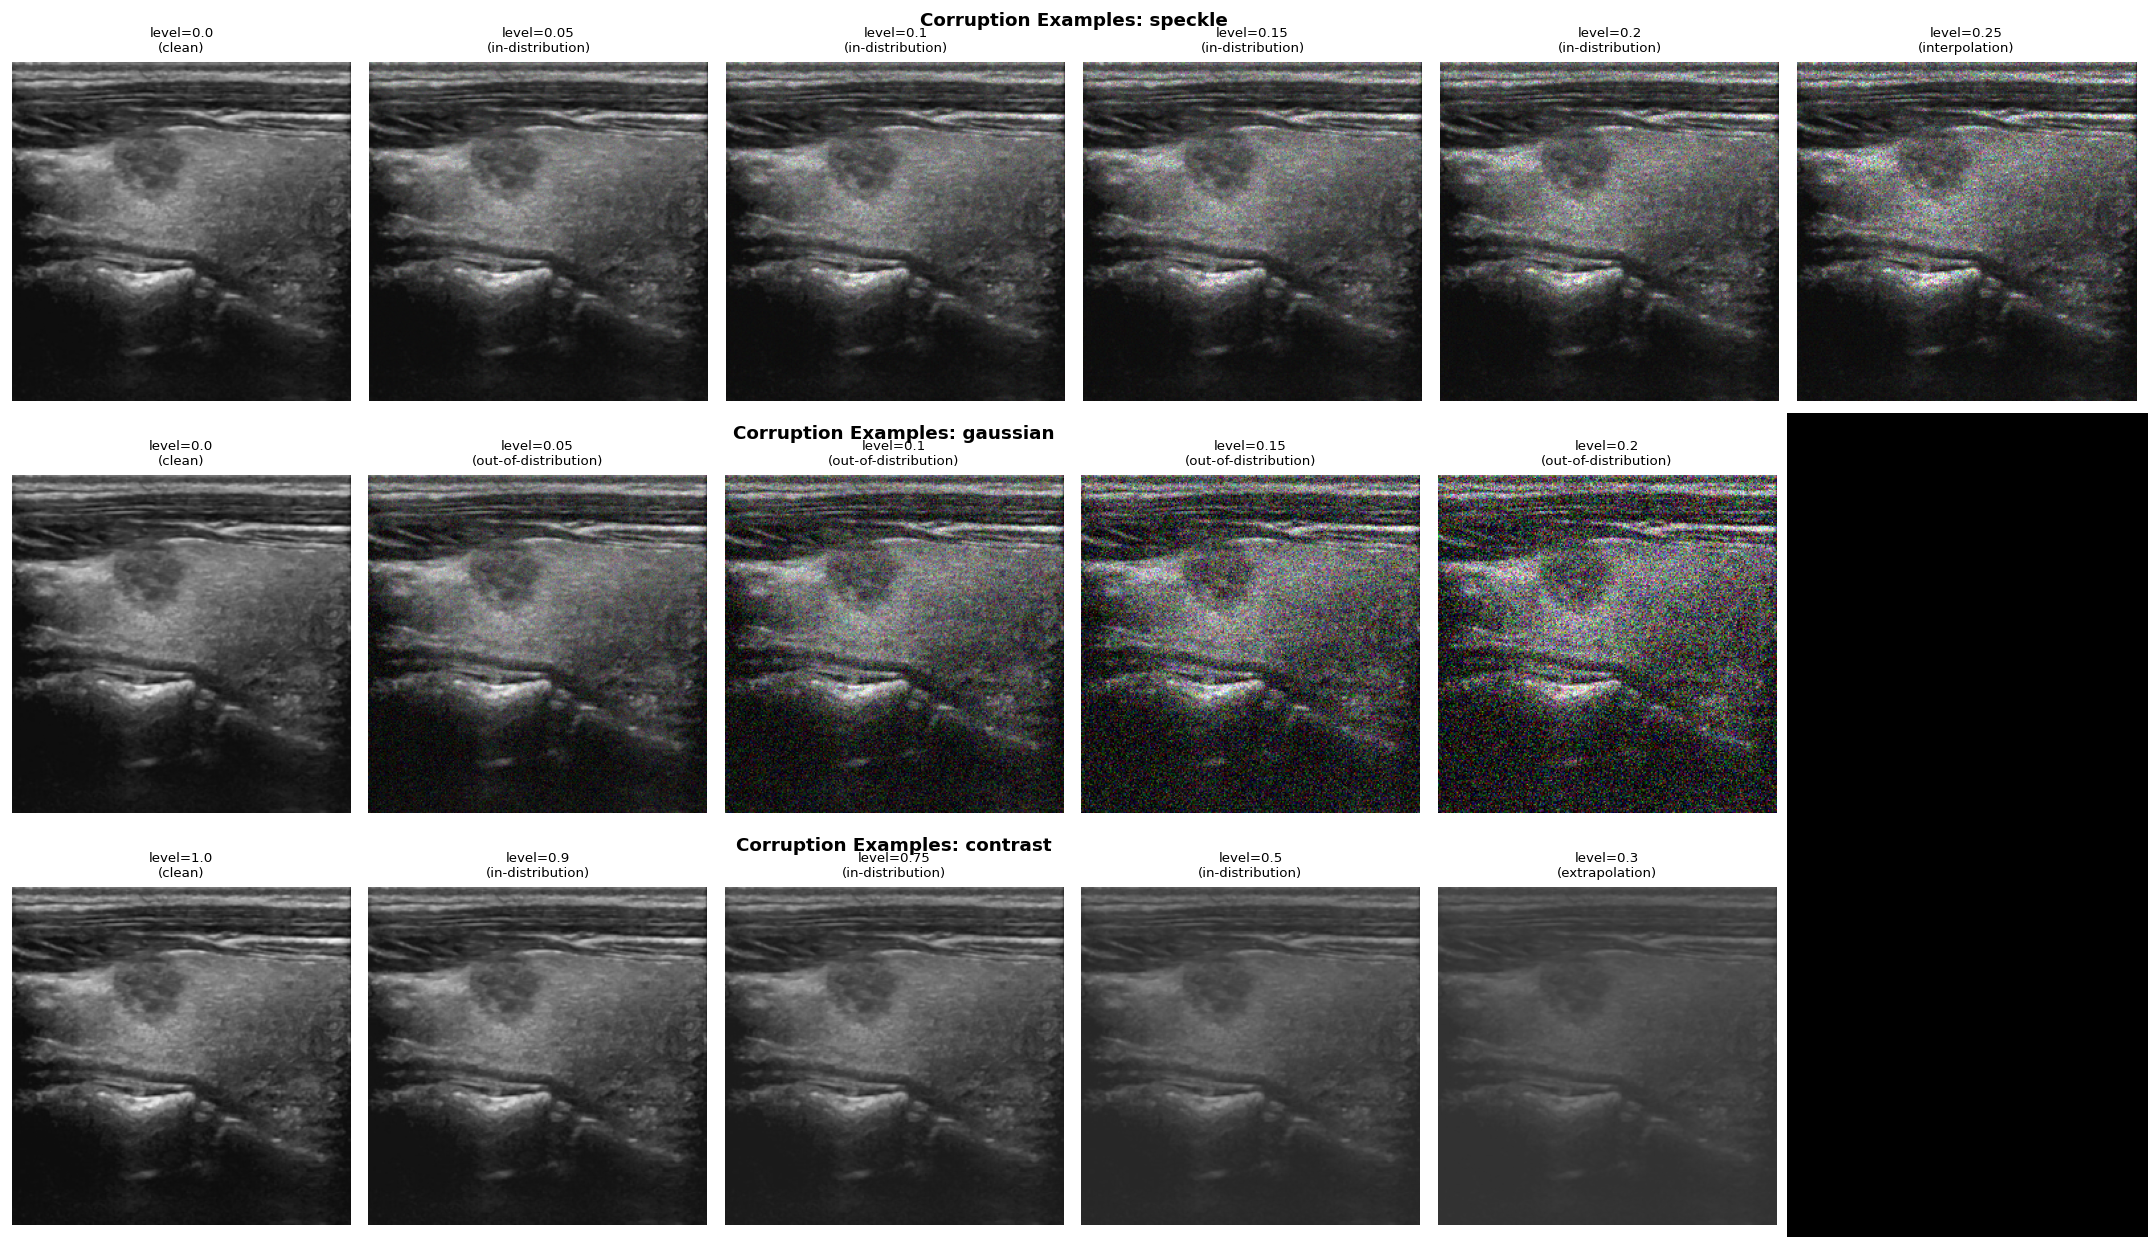 Corruption Examples: speckle
level=0.0
(clean)
level=0.05
(in-distribution)
level=0.1
(in-distribution)
level=0.15
(in-distribution)
level=0.2
(in-distribution)
level=0.25
(interpolation)
Corruption Examples: gaussian
level=0.0
(clean)
level=0.05
(out-of-distribution)
level=0.1
(out-of-distribution)
level=0.15
(out-of-distribution)
level=0.2
(out-of-distribution)
Corruption Examples: contrast
level=1.0
(clean)
level=0.9
(in-distribution)
level=0.75
(in-distribution)
level=0.5
(in-distribution)
level=0.3
(extrapolation)